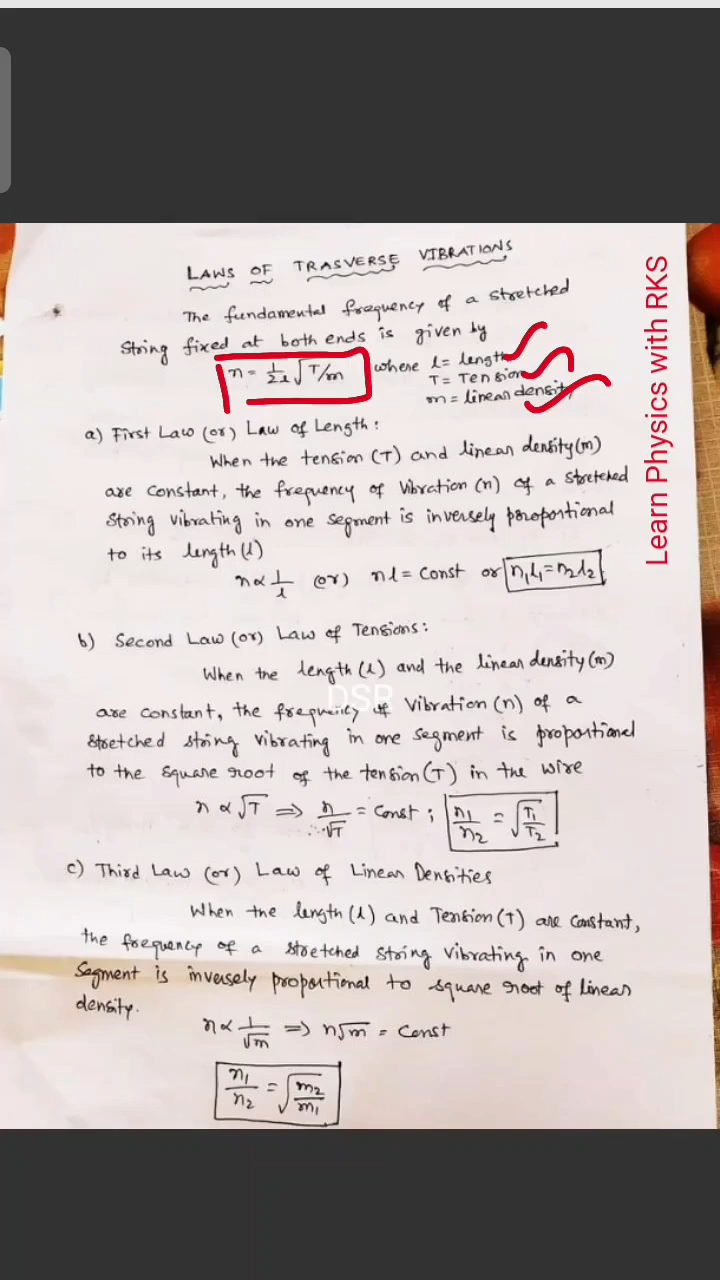 LAWS OF TRASVERSE VIBRATIONS
The fundamental frequency of a stretched
string fixed at both ends is given by
n = 1/2l √T/m where l = length
T = Tension
m = linear density
a) First Law (or) Law of Length:
When the tension (T) and linear density (m)
are constant, the frequency of vibration (n) of a stretched
string vibrating in one segment is inversely proportional
to its length (l)
n ∝ 1/l (or) nl = Const or n₁l₁ = n₂l₂
b) Second Law (or) Law of Tensions:
When the length (l) and the linear density (m)
are constant, the frequency of vibration (n) of a
stretched string vibrating in one segment is proportional
to the square root of the tension (T) in the wire
n ∝ √T ⇒ n/√T = Const ; n₁/n₂ = √T₁/T₂
c) Third Law (or) Law of Linear Densities
When the length (l) and Tension (T) are constant,
the frequency of a stretched string vibrating in one
segment is inversely proportional to square root of linear
density.
n ∝ 1/√m ⇒ n√m = Const
n₁/n₂ = √m₂/m₁
Learn Physics with RKS
DSR